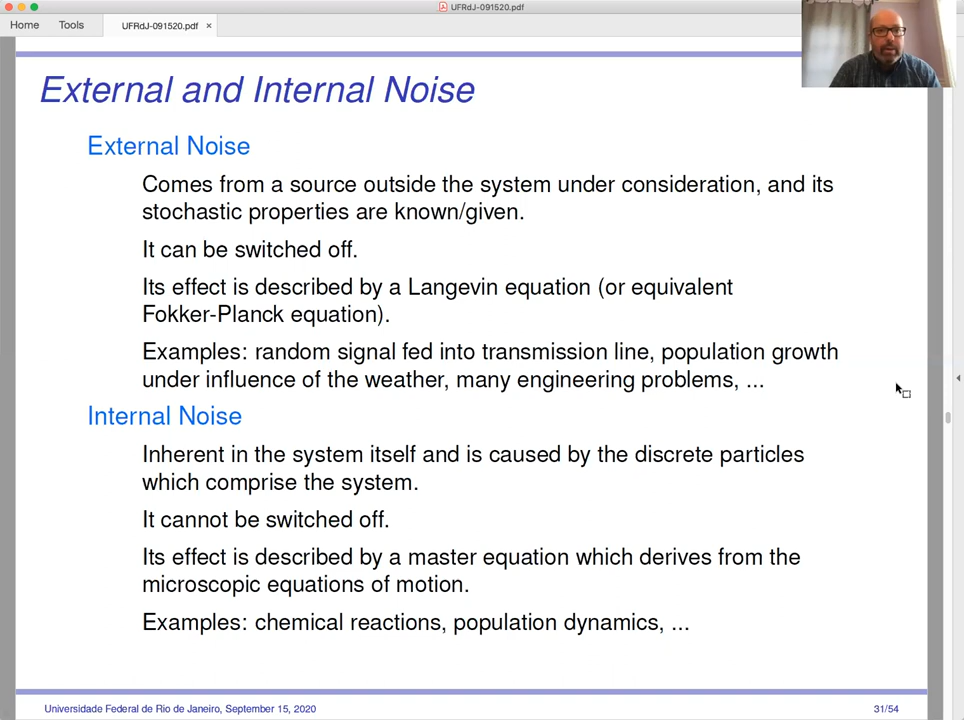 UFRdJ-091520.pdf
Home Tools UFRdJ-091520.pdf ×
External and Internal Noise
External Noise
Comes from a source outside the system under consideration, and its
stochastic properties are known/given.
It can be switched off.
Its effect is described by a Langevin equation (or equivalent
Fokker-Planck equation).
Examples: random signal fed into transmission line, population growth
under influence of the weather, many engineering problems, ...
Internal Noise
Inherent in the system itself and is caused by the discrete particles
which comprise the system.
It cannot be switched off.
Its effect is described by a master equation which derives from the
microscopic equations of motion.
Examples: chemical reactions, population dynamics, ...
Universidade Federal de Rio de Janeiro, September 15, 2020 31/54